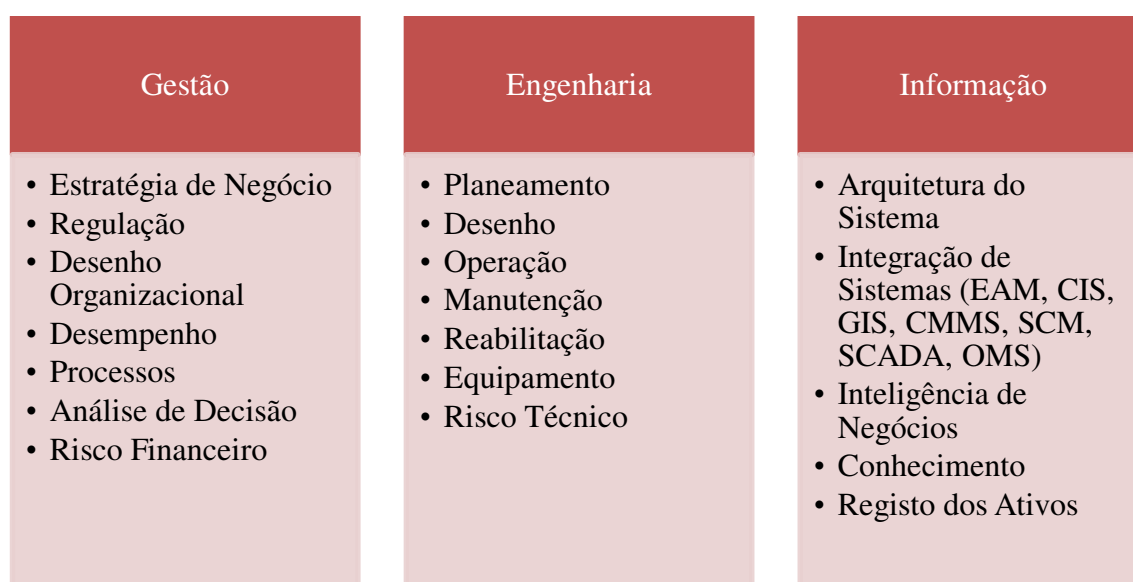 Gestão
• Estratégia de Negócio
• Regulação
• Desenho
Organizacional
• Desempenho
• Processos
• Análise de Decisão
• Risco Financeiro
Engenharia
• Planeamento
• Desenho
• Operação
• Manutenção
• Reabilitação
• Equipamento
• Risco Técnico
Informação
• Arquitetura do
Sistema
• Integração de
Sistemas (EAM, CIS,
GIS, CMMS, SCM,
SCADA, OMS)
• Inteligência de
Negócios
• Conhecimento
• Registo dos Ativos